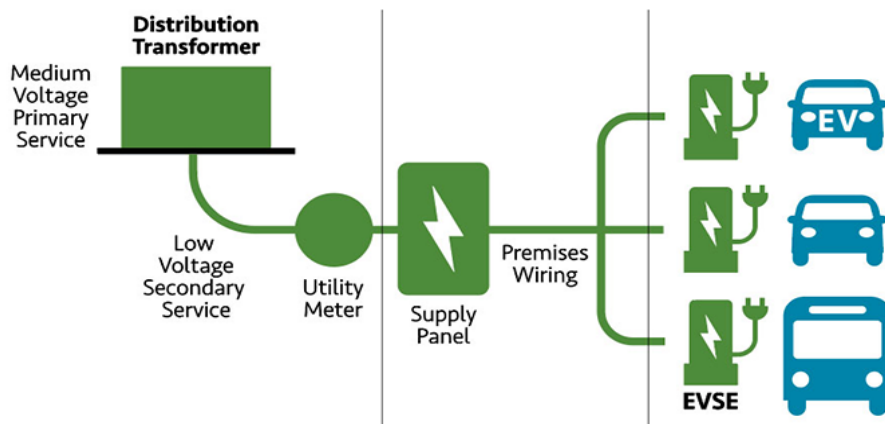 Distribution
Transformer
Medium
Voltage
Primary
Service
EV
Low
Voltage
Secondary
Service
Utility
Meter
Supply
Panel
Premises
Wiring
EVSE